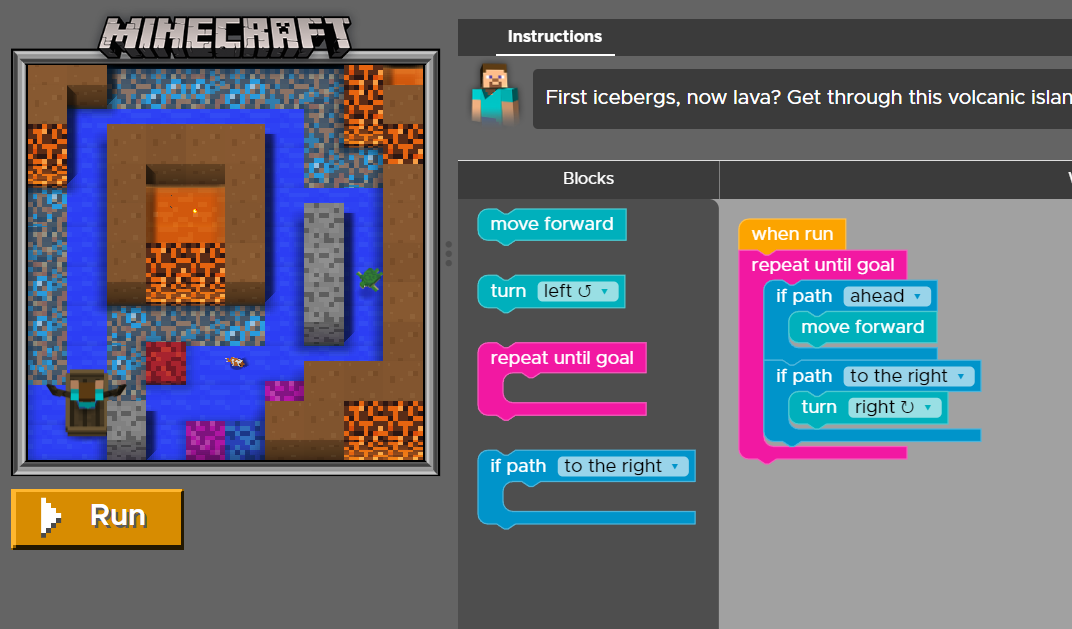 MINECRAFT
Instructions
First icebergs, now lava? Get through this volcanic islan
Blocks
move forward
turn left ↺ ▼
repeat until goal
if path to the right ▼
when run
repeat until goal
if path ahead ▼
move forward
if path to the right ▼
turn right ↻ ▼
Run